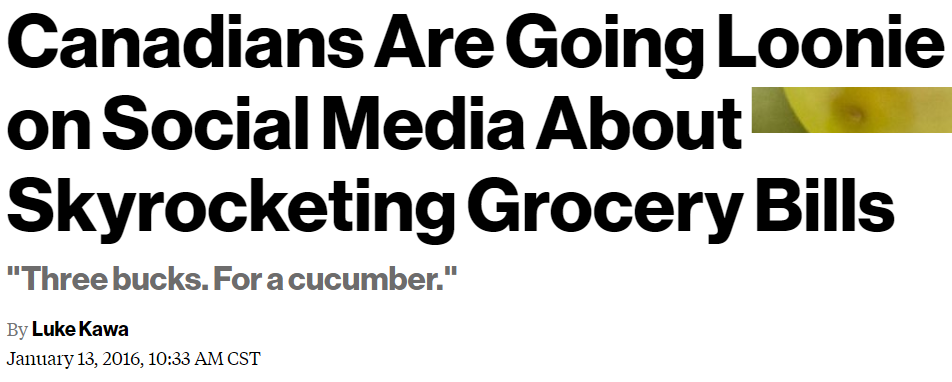 Canadians Are Going Loonie
on Social Media About
Skyrocketing Grocery Bills
"Three bucks. For a cucumber."
By Luke Kawa
January 13, 2016, 10:33 AM CST